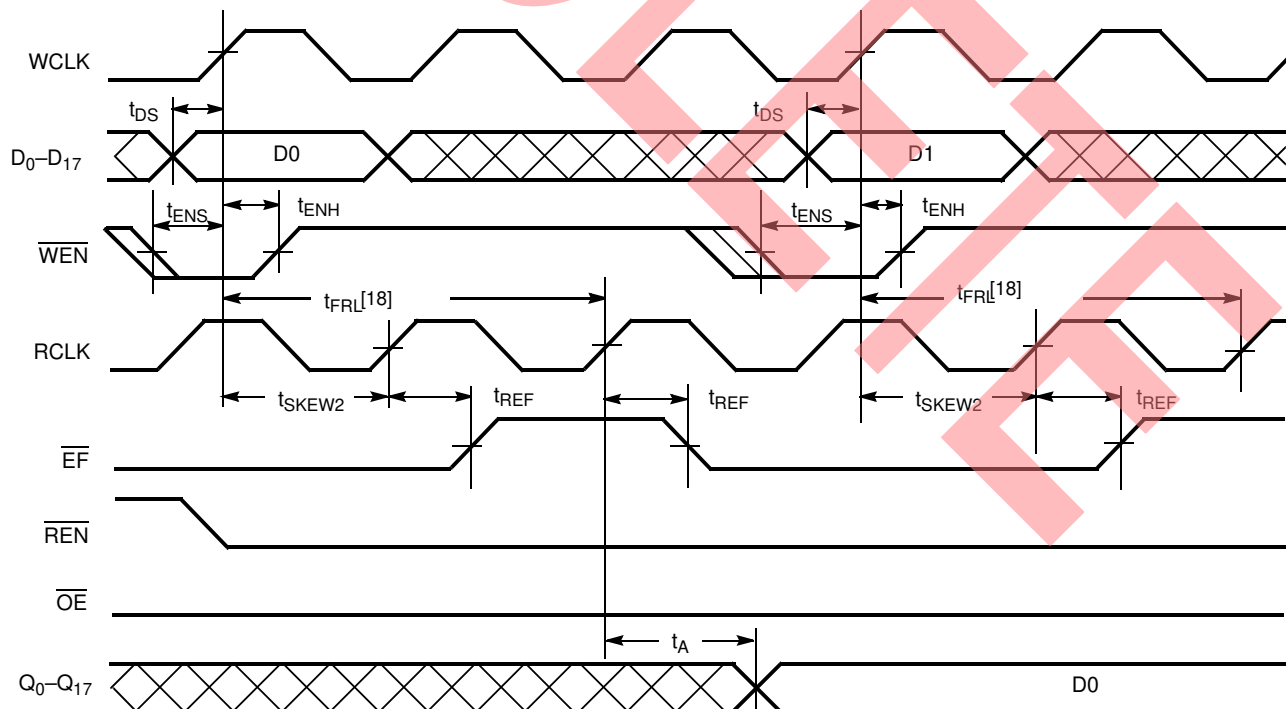 WCLK
tDS
tDS
D0–D17
D0
D1
tENS
tENH
tENS
tENH
WEN
tFRL[18]
tFRL[18]
RCLK
tSKEW2
tREF
tREF
tSKEW2
tREF
EF
REN
OE
tA
Q0–Q17
D0